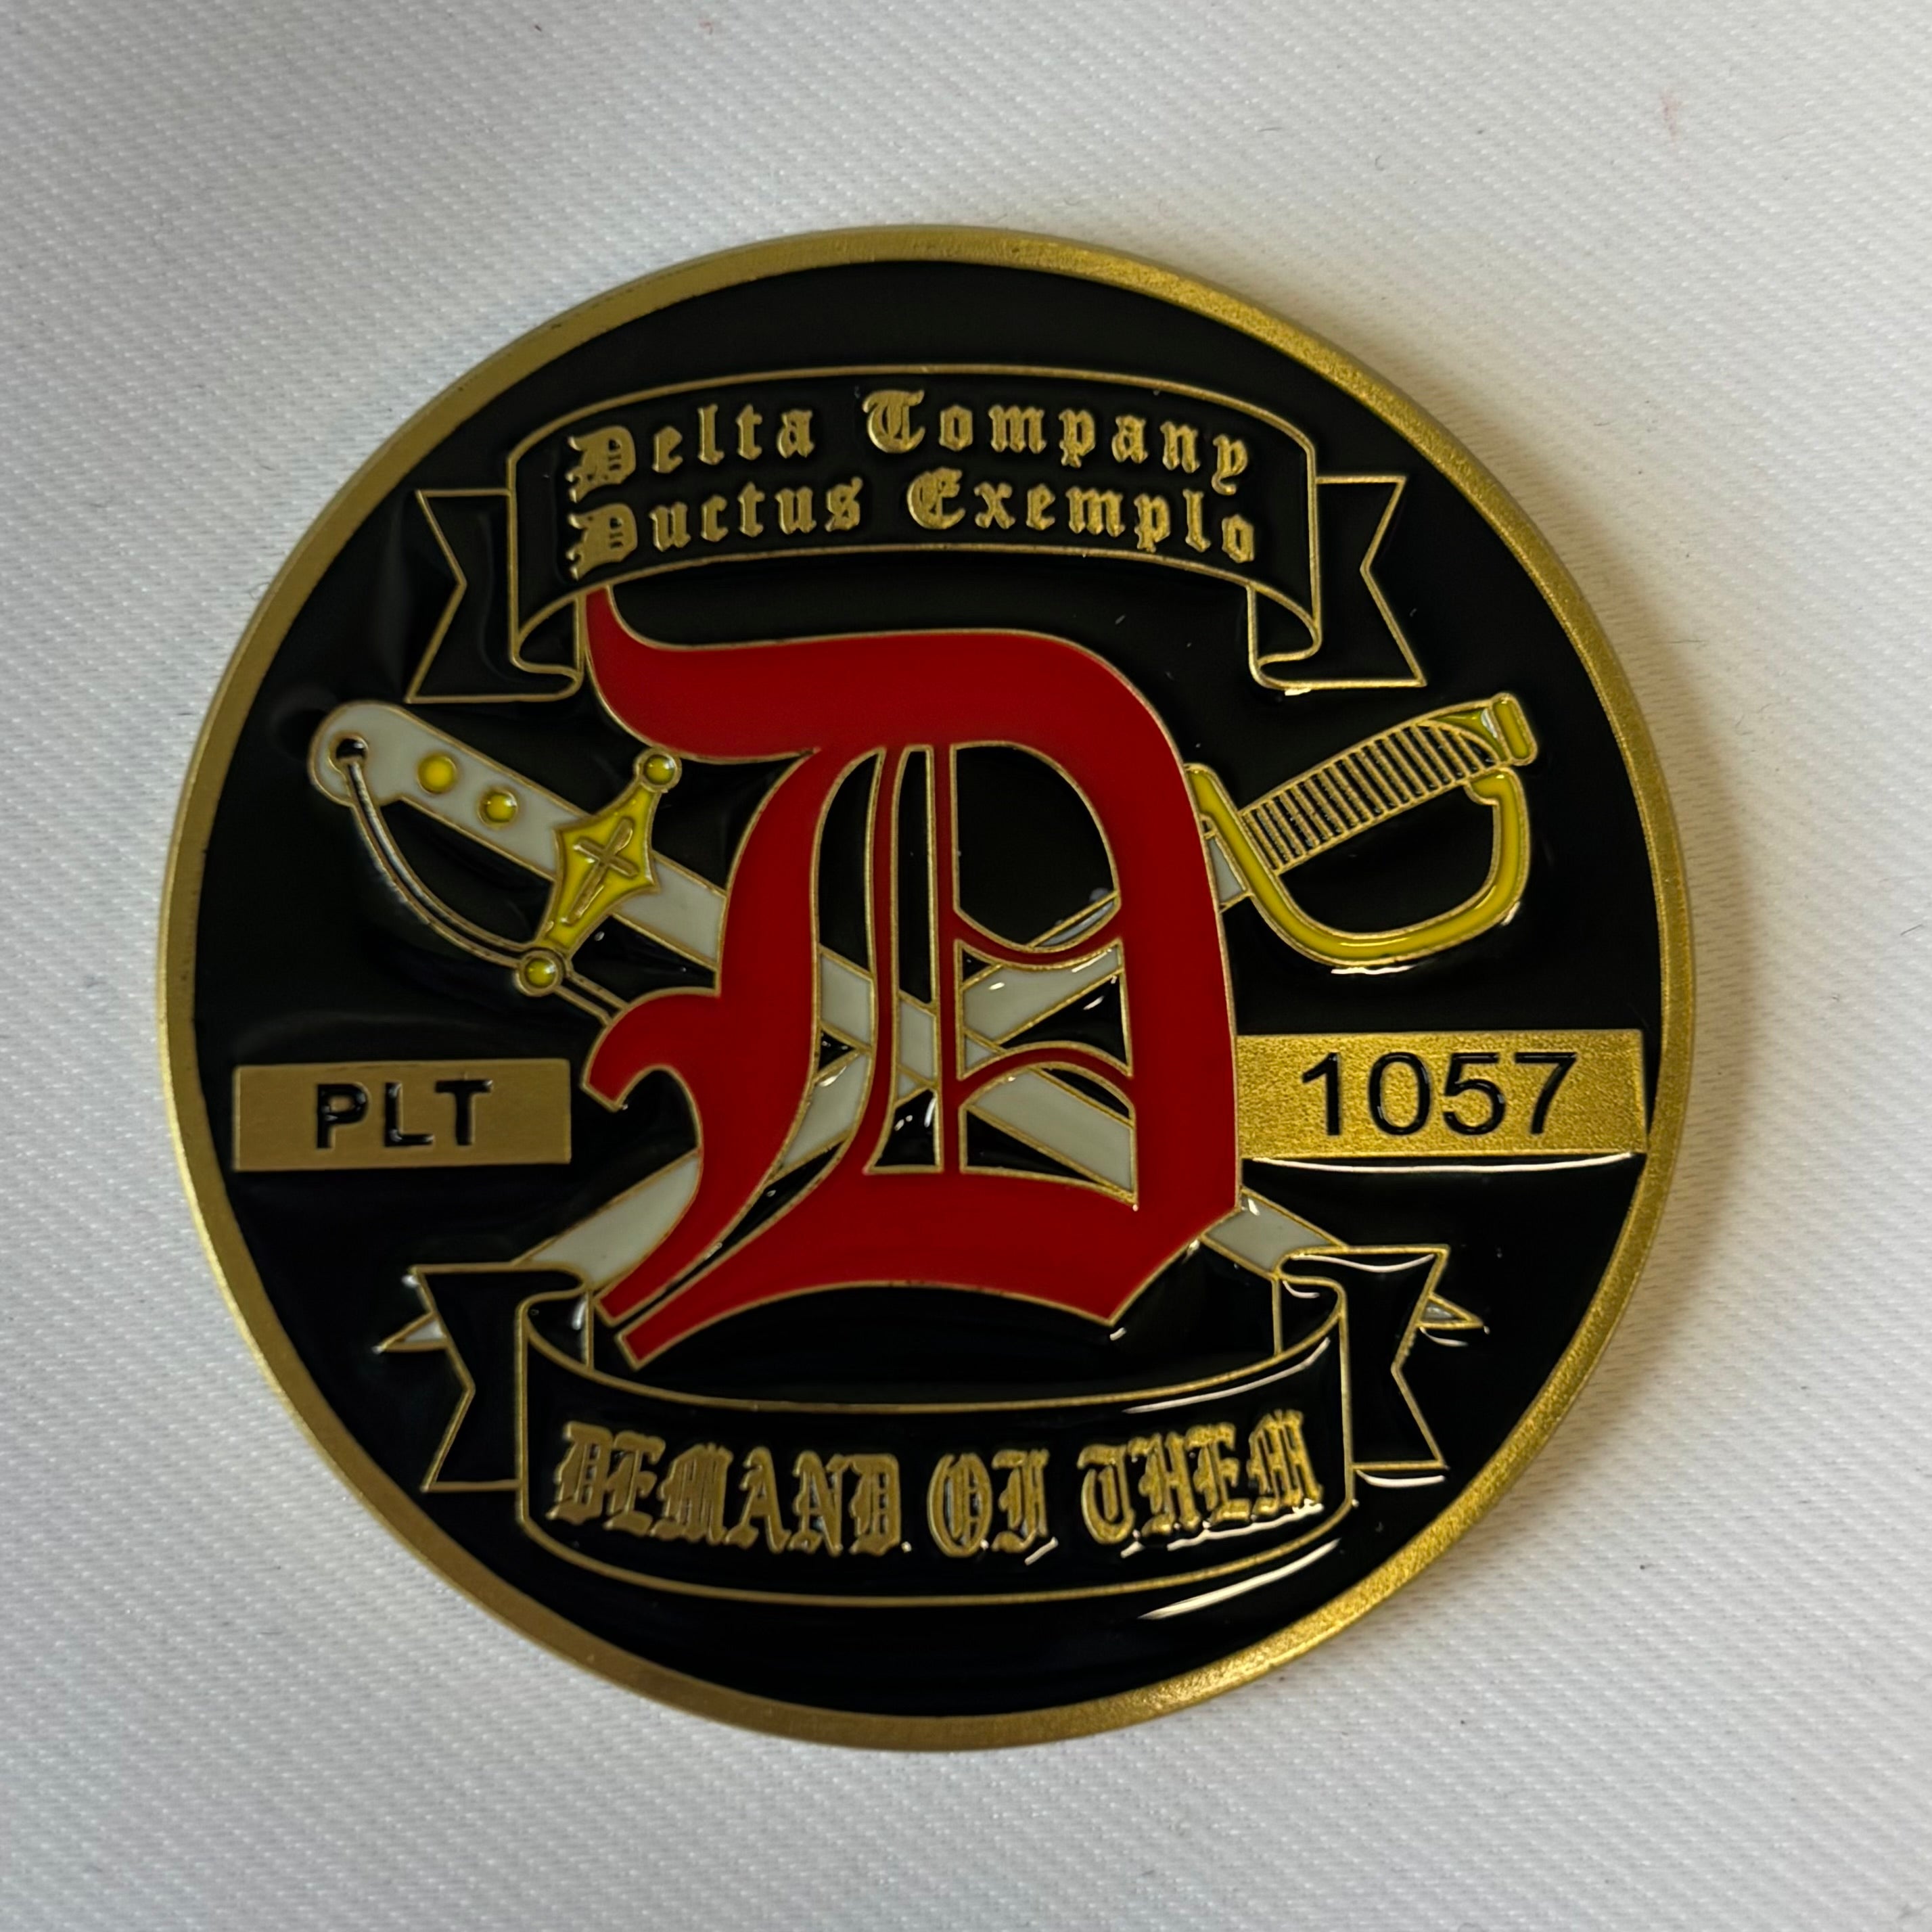 Delta Company
Ductus Exemplo
D
PLT
1057
DEMAND OF THEM